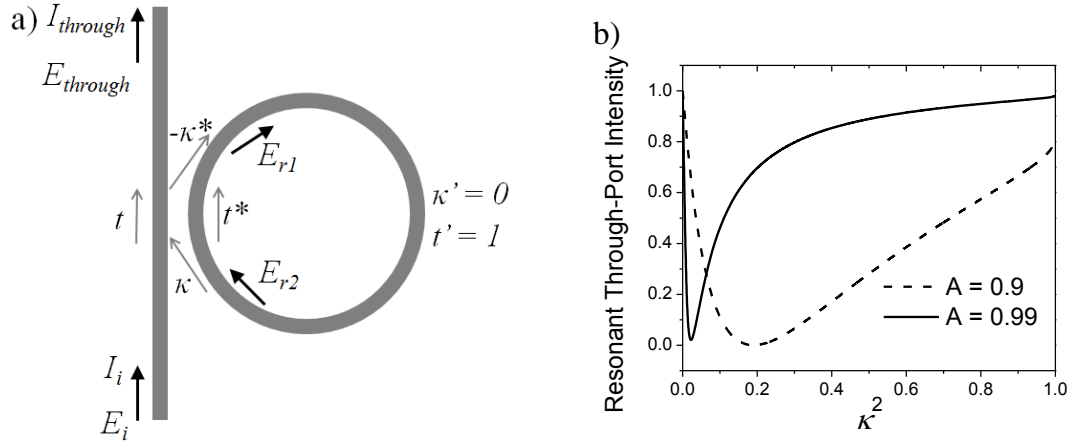 a)
I_through
E_through
-κ*
E_r1
t
t*
κ' = 0
t' = 1
κ
E_r2
I_i
E_i
b)
Resonant Through-Port Intensity
1.0
0.8
0.6
0.4
0.2
0.0
A = 0.9
A = 0.99
0.0 0.2 0.4 0.6 0.8 1.0
κ²